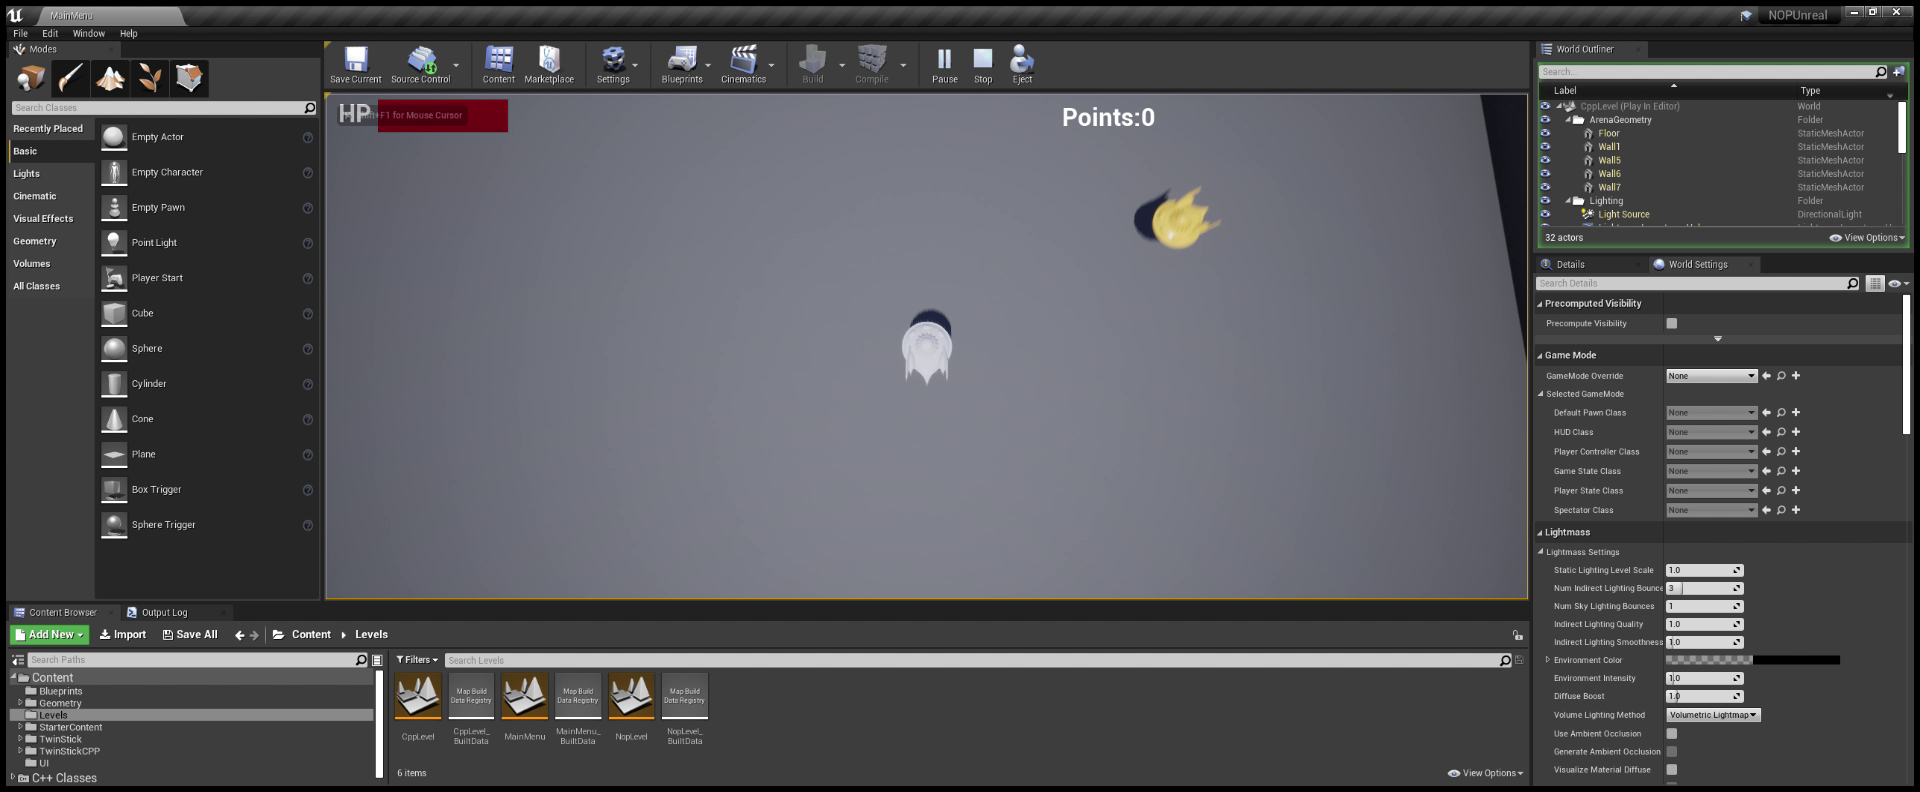 MainMenu
NOPUnreal
File Edit Window Help
Modes
Search Classes
Recently Placed
Basic
Lights
Cinematic
Visual Effects
Geometry
Volumes
All Classes
Empty Actor
Empty Character
Empty Pawn
Point Light
Player Start
Cube
Sphere
Cylinder
Cone
Plane
Box Trigger
Sphere Trigger
Save Current Source Control Content Marketplace Settings Blueprints Cinematics Build Compile Pause Stop Eject
HP
F1 for Mouse Cursor
Points:0
World Outliner
Search...
Label Type
CppLevel (Play In Editor) World
ArenaGeometry Folder
Floor StaticMeshActor
Wall1 StaticMeshActor
Wall5 StaticMeshActor
Wall6 StaticMeshActor
Wall7 StaticMeshActor
Lighting Folder
Light Source DirectionalLight
32 actors View Options
Details World Settings
Search Details
Precomputed Visibility
Precompute Visibility
Game Mode
GameMode Override None
Selected GameMode
Default Pawn Class None
HUD Class None
Player Controller Class None
Game State Class None
Player State Class None
Spectator Class None
Lightmass
Lightmass Settings
Static Lighting Level Scale 1.0
Num Indirect Lighting Bounce 3
Num Sky Lighting Bounces 1
Indirect Lighting Quality 1.0
Indirect Lighting Smoothness 1.0
Environment Color
Environment Intensity 1.0
Diffuse Boost 1.0
Volume Lighting Method Volumetric Lightmap
Use Ambient Occlusion
Generate Ambient Occlusion
Visualize Material Diffuse
Content Browser Output Log
Add New Import Save All Content Levels
Search Paths
Content
Blueprints
Geometry
Levels
StarterContent
TwinStick
TwinStickCPP
UI
C++ Classes
Filters Search Levels
Map Build
Data Registry
Map Build
Data Registry
Map Build
Data Registry
CppLevel
CppLevel_
BuiltData
MainMenu
MainMenu_
BuiltData
NopLevel
NopLevel_
BuiltData
6 items View Options